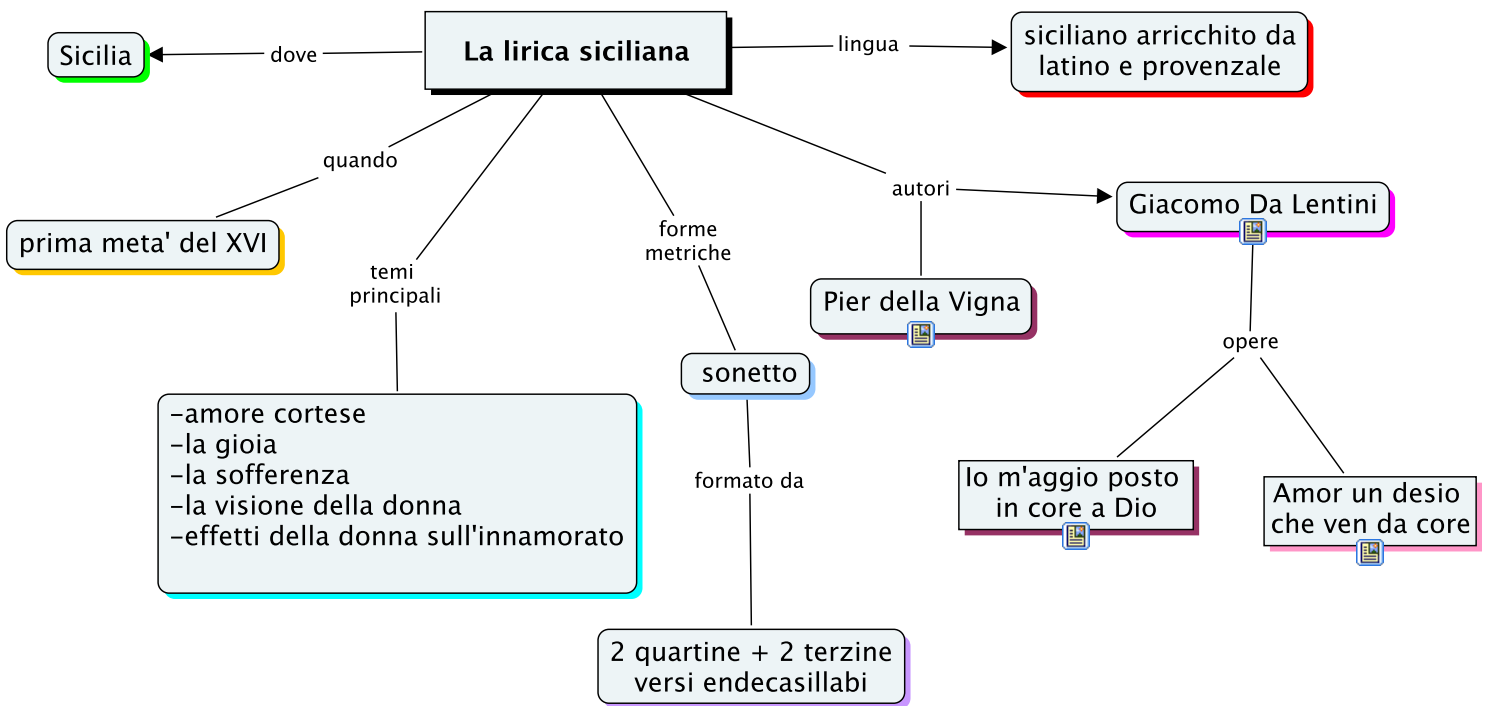 La lirica siciliana
dove
Sicilia
lingua
siciliano arricchito da
latino e provenzale
quando
prima meta' del XVI
temi
principali
-amore cortese
-la gioia
-la sofferenza
-la visione della donna
-effetti della donna sull'innamorato
forme
metriche
sonetto
formato da
2 quartine + 2 terzine
versi endecasillabi
autori
Pier della Vigna
Giacomo Da Lentini
opere
Io m'aggio posto
in core a Dio
Amor un desio
che ven da core